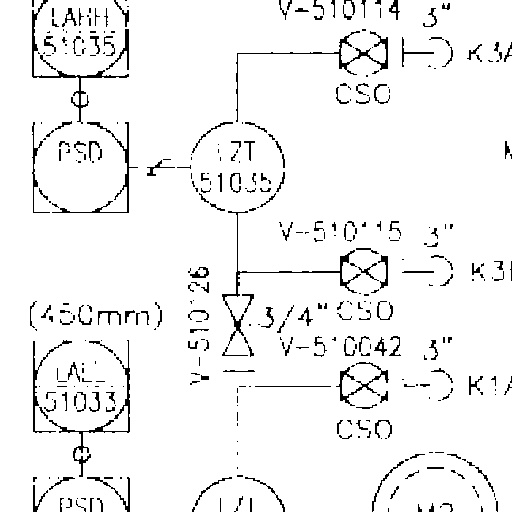 V-510114 3"
LAHH
51035
K3A
CSO
PSD
LZT
51035
V-510115 3"
K3
V-510126
(450mm)
3/4"
CSO
V-510042 3"
LALL
51033
K1A
CSO
PSD